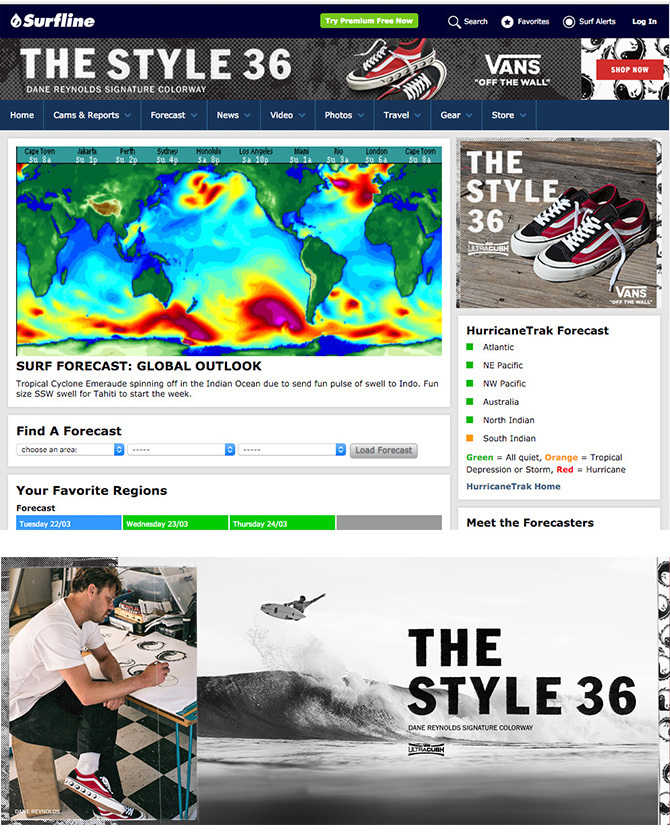 Surfline
Try Premium Free Now
Search
Favorites
Surf Alerts
Log In
THE STYLE 36
DANE REYNOLDS SIGNATURE COLORWAY
VANS
"OFF THE WALL"
SHOP NOW
Home
Cams & Reports
Forecast
News
Video
Photos
Travel
Gear
Store
Cape Town Jakarta Perth Sydney Honolulu Los Angeles Miami Rio London Cape Town
Su 8a Su 1p Su 2p Su 4p Su 8p Sa 10p Su 1a Su 3a Su 6a Su 8a
SURF FORECAST: GLOBAL OUTLOOK
Tropical Cyclone Emeraude spinning off in the Indian Ocean due to send fun pulse of swell to Indo. Fun
size SSW swell for Tahiti to start the week.
Find A Forecast
choose an area:
-----
-----
Load Forecast
Your Favorite Regions
Forecast
Tuesday 22/03
Wednesday 23/03
Thursday 24/03
THE
STYLE
36
ULTRACUSH
VANS
"OFF THE WALL"
HurricaneTrak Forecast
Atlantic
NE Pacific
NW Pacific
Australia
North Indian
South Indian
Green = All quiet, Orange = Tropical
Depression or Storm, Red = Hurricane
HurricaneTrak Home
Meet the Forecasters
DANE REYNOLDS
THE
STYLE 36
DANE REYNOLDS SIGNATURE COLORWAY
ULTRACUSH